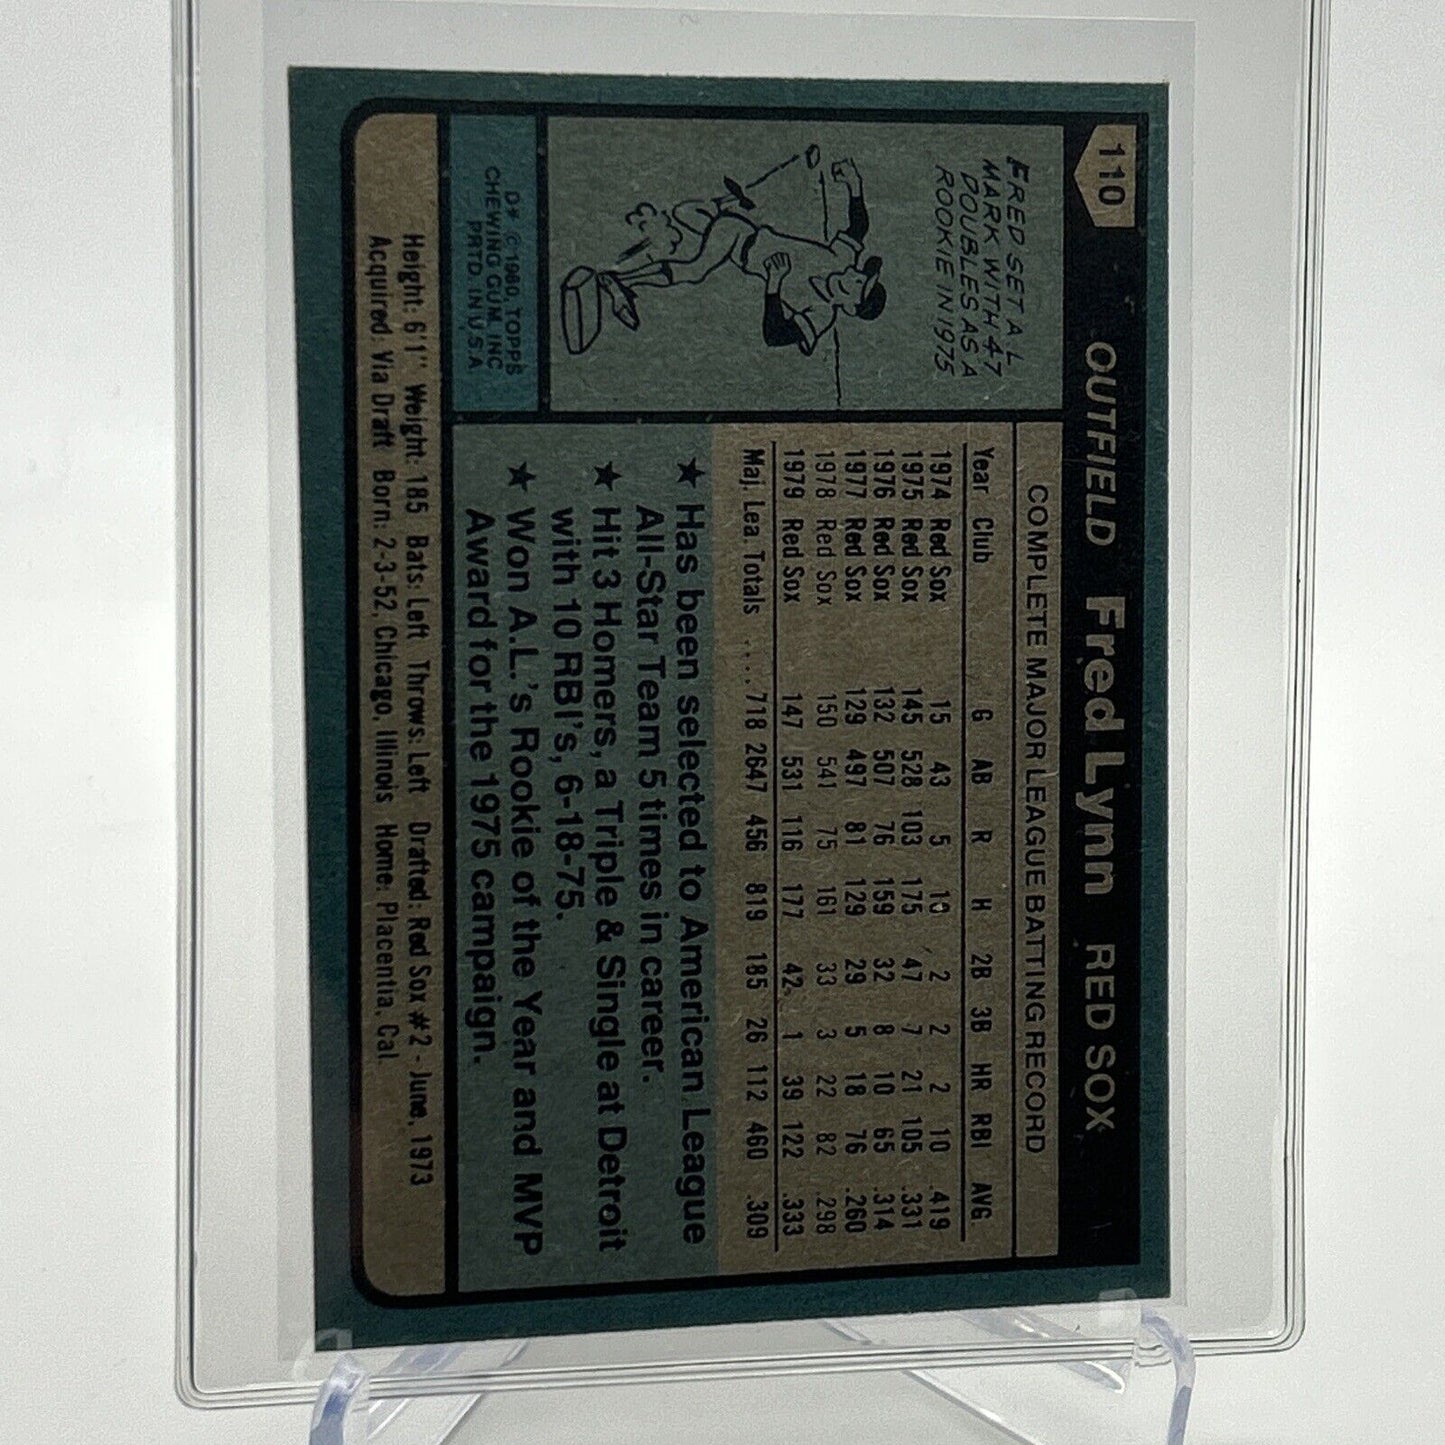 110 OUTFIELD Fred Lynn RED SOX
FRED SET A L
MARK WITH 47
DOUBLES AS A
ROOKIE IN 1975
D* © 1980, TOPPS
CHEWING GUM, INC
PRTD. IN U.S.A.
COMPLETE MAJOR LEAGUE BATTING RECORD
Year Club G AB R H 2B 3B HR RBI AVG.
1974 Red Sox 15 43 5 18 2 2 2 10 .419
1975 Red Sox 145 528 103 175 47 7 21 105 .331
1976 Red Sox 132 507 76 159 32 8 10 65 .314
1977 Red Sox 129 497 81 129 29 5 18 76 .260
1978 Red Sox 150 541 75 161 33 3 22 82 .298
1979 Red Sox 147 531 116 177 42 1 39 122 .333
Maj. Lea. Totals .... 718 2647 456 819 185 26 112 460 .309
★ Has been selected to American League
All-Star Team 5 times in career.
★ Hit 3 Homers, a Triple & Single at Detroit
with 10 RBI's, 6-18-75.
★ Won A.L.'s Rookie of the Year and MVP
Award for the 1975 campaign.
Height: 6'1" Weight: 185 Bats: Left Throws: Left Drafted: Red Sox #2 - June, 1973
Acquired: Via Draft Born: 2-3-52, Chicago, Illinois Home: Placentia, Cal.